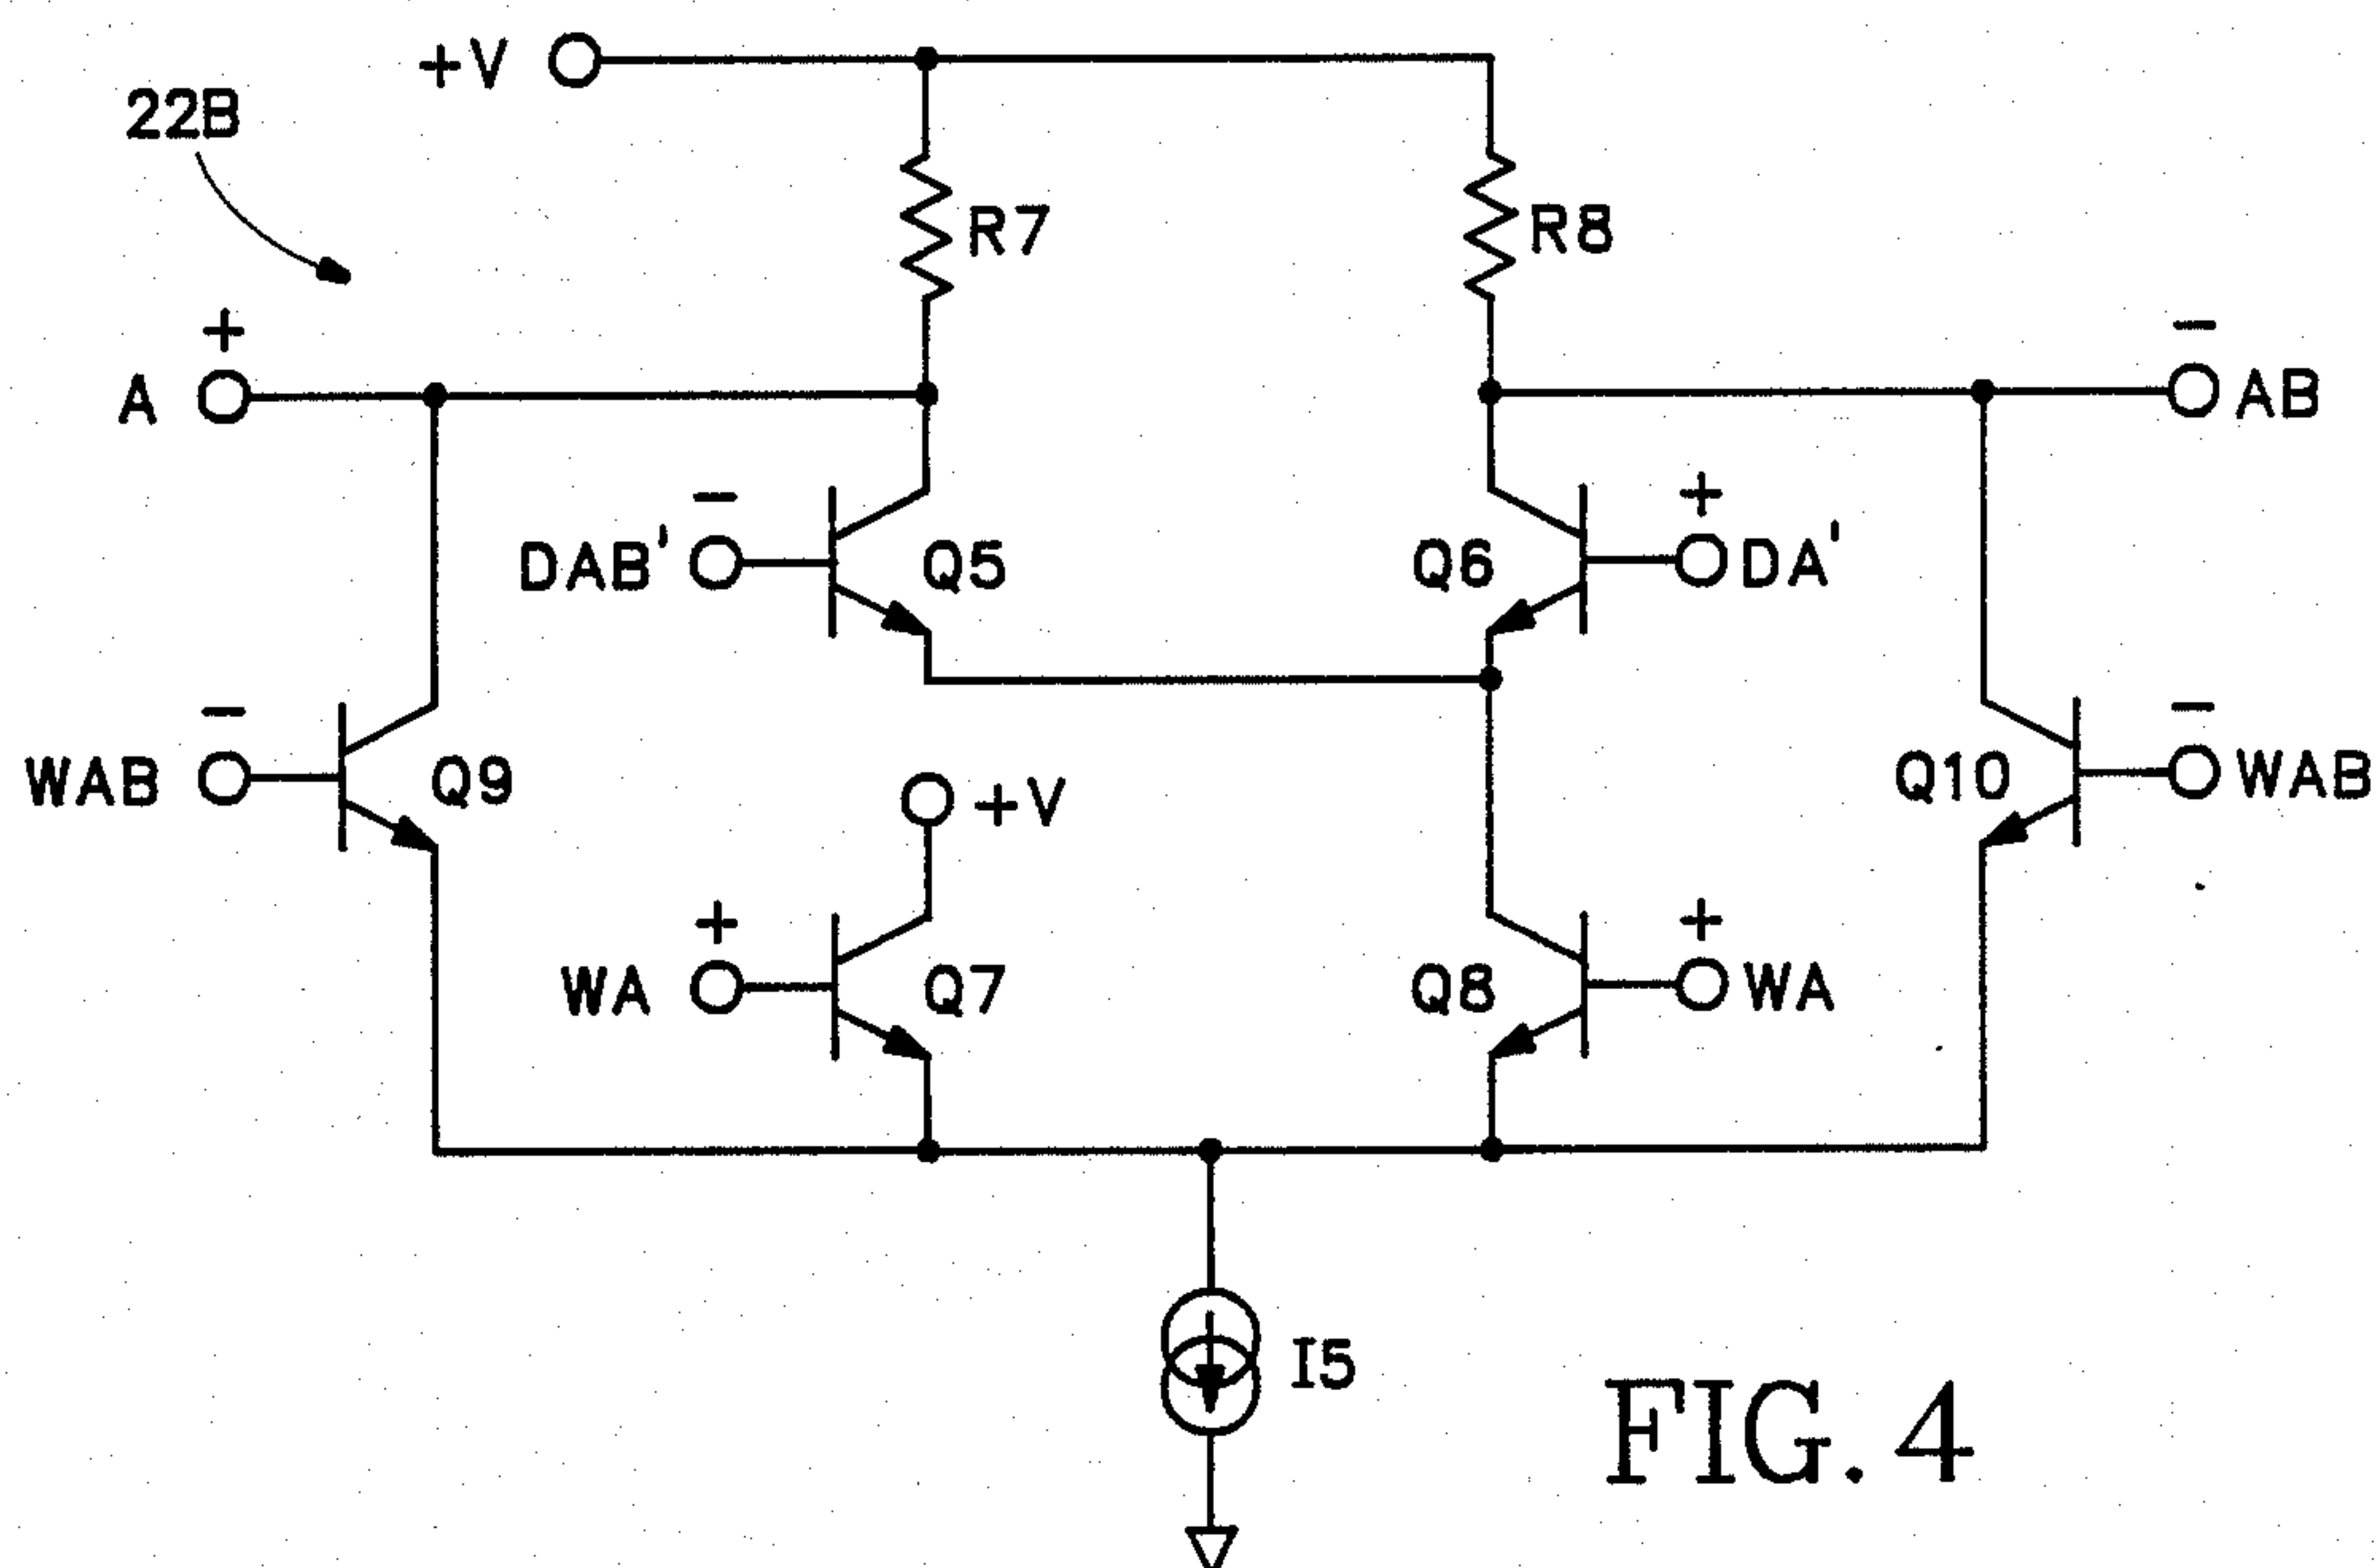 +V
22B
R7
R8
+
−
A
AB
−
+
DAB'
Q5
Q6
DA'
−
−
WAB
Q9
+V
Q10
WAB
+
+
WA
Q7
Q8
WA
I5
FIG. 4